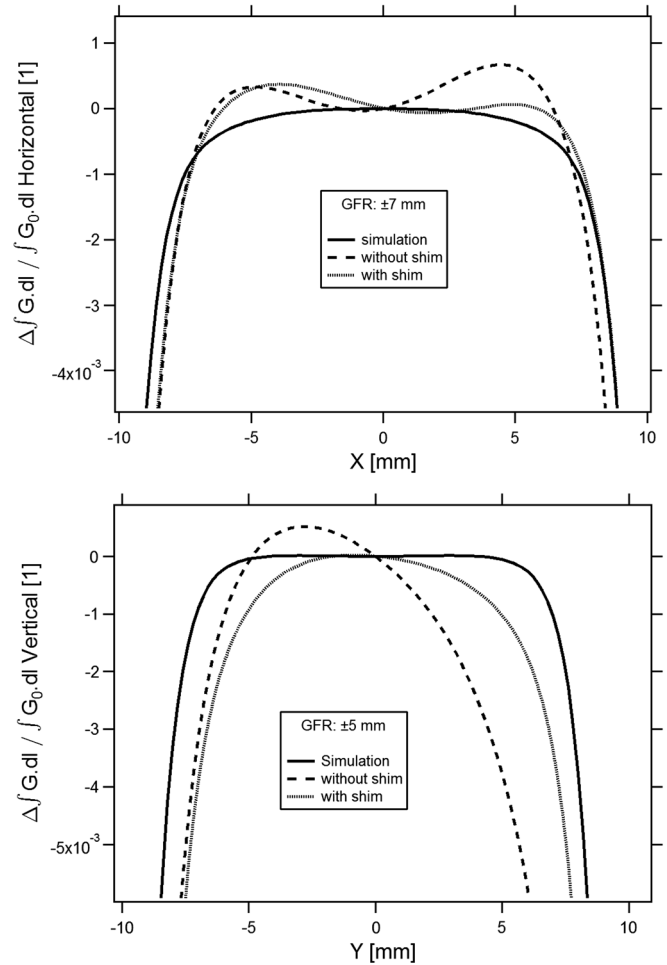 Δ∫ G.dl / ∫ G₀.dl Horizontal [1]
1
0
-1
-2
-3
-4x10⁻³
GFR: ±7 mm
simulation
without shim
with shim
-10
-5
0
5
10
X [mm]
Δ∫ G.dl / ∫ G₀.dl Vertical [1]
0
-1
-2
-3
-4
-5x10⁻³
GFR: ±5 mm
Simulation
without shim
with shim
-10
-5
0
5
10
Y [mm]